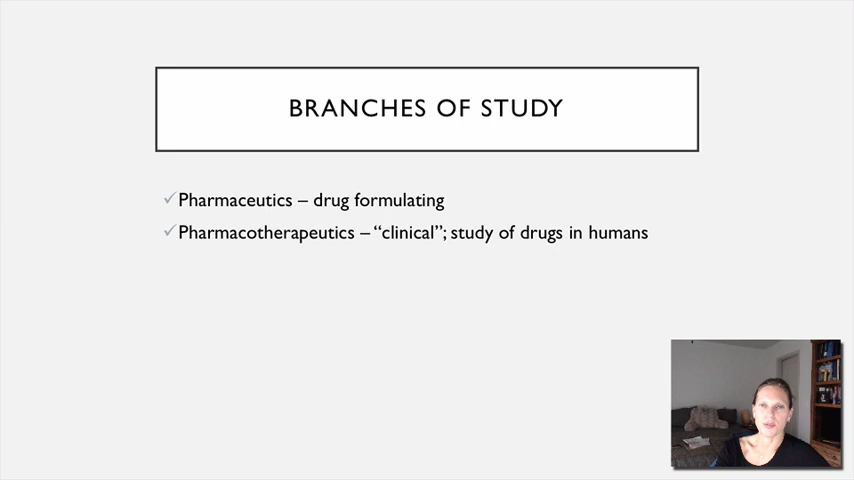 BRANCHES OF STUDY
✓Pharmaceutics – drug formulating
✓Pharmacotherapeutics – “clinical”; study of drugs in humans